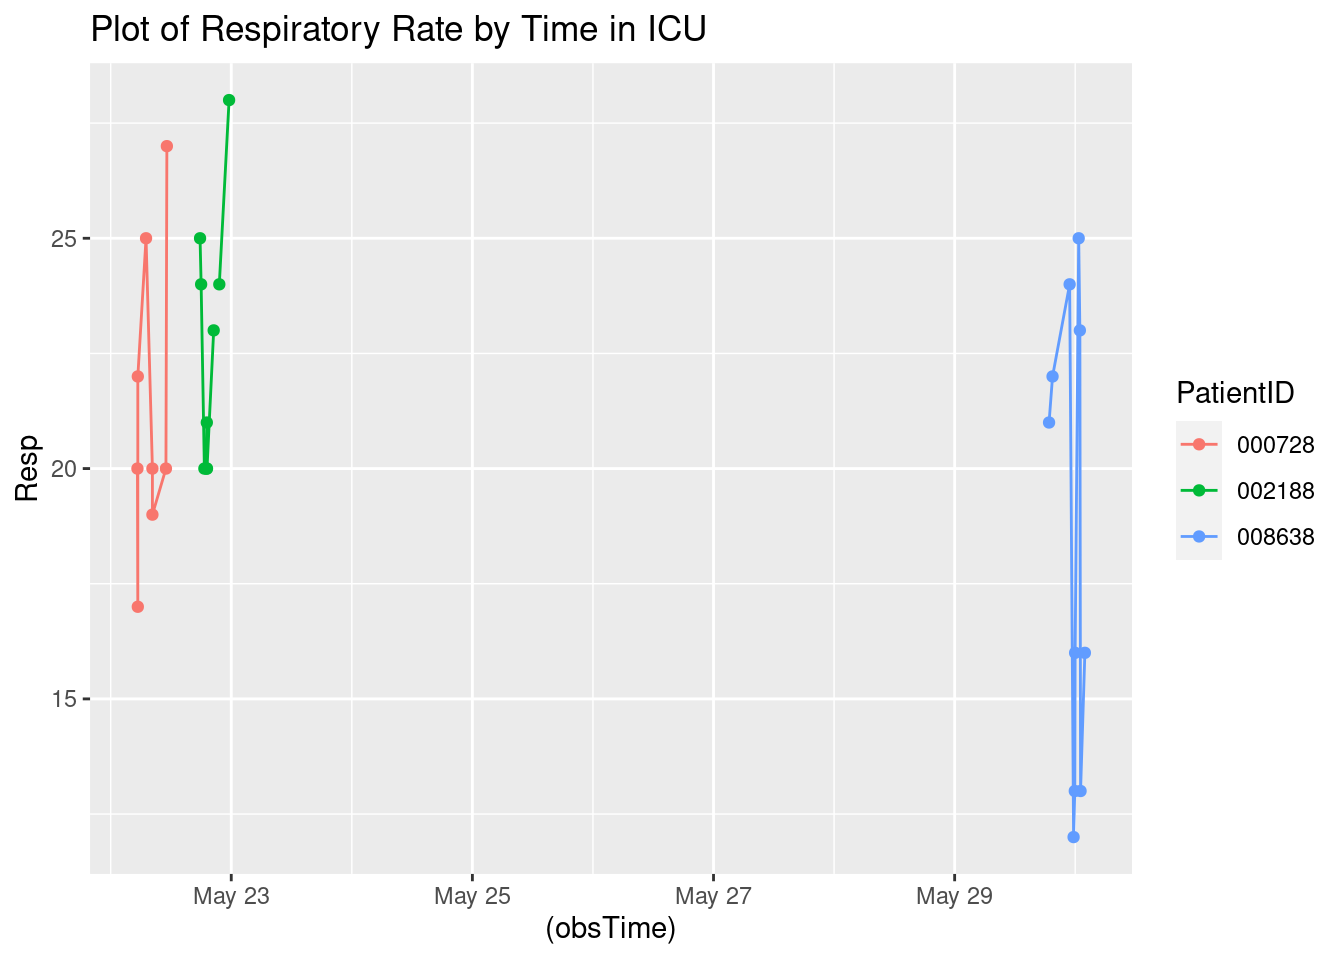 Plot of Respiratory Rate by Time in ICU
25
20
15
Resp
May 23
May 25
May 27
May 29
(obsTime)
PatientID
000728
002188
008638